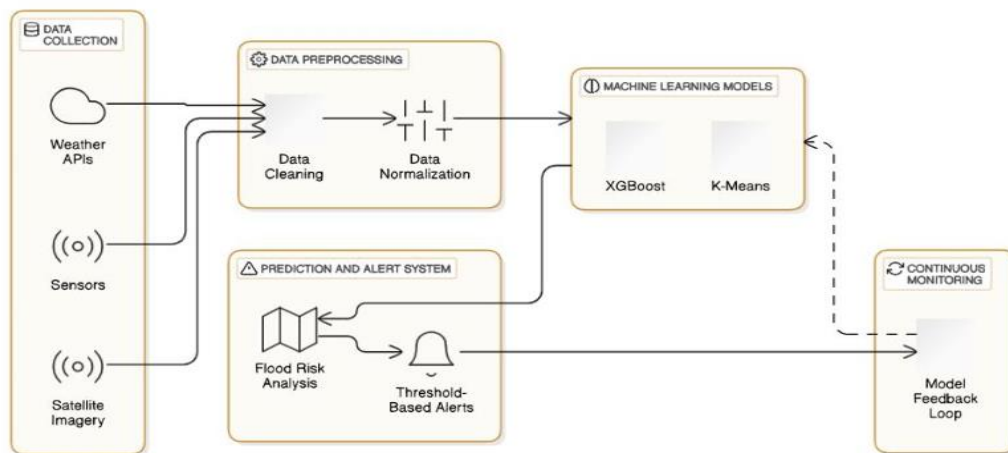 DATA
COLLECTION
Weather
APIs
Sensors
Satellite
Imagery
DATA PREPROCESSING
Data
Cleaning
Data
Normalization
MACHINE LEARNING MODELS
XGBoost
K-Means
PREDICTION AND ALERT SYSTEM
Flood Risk
Analysis
Threshold-
Based Alerts
CONTINUOUS
MONITORING
Model
Feedback
Loop